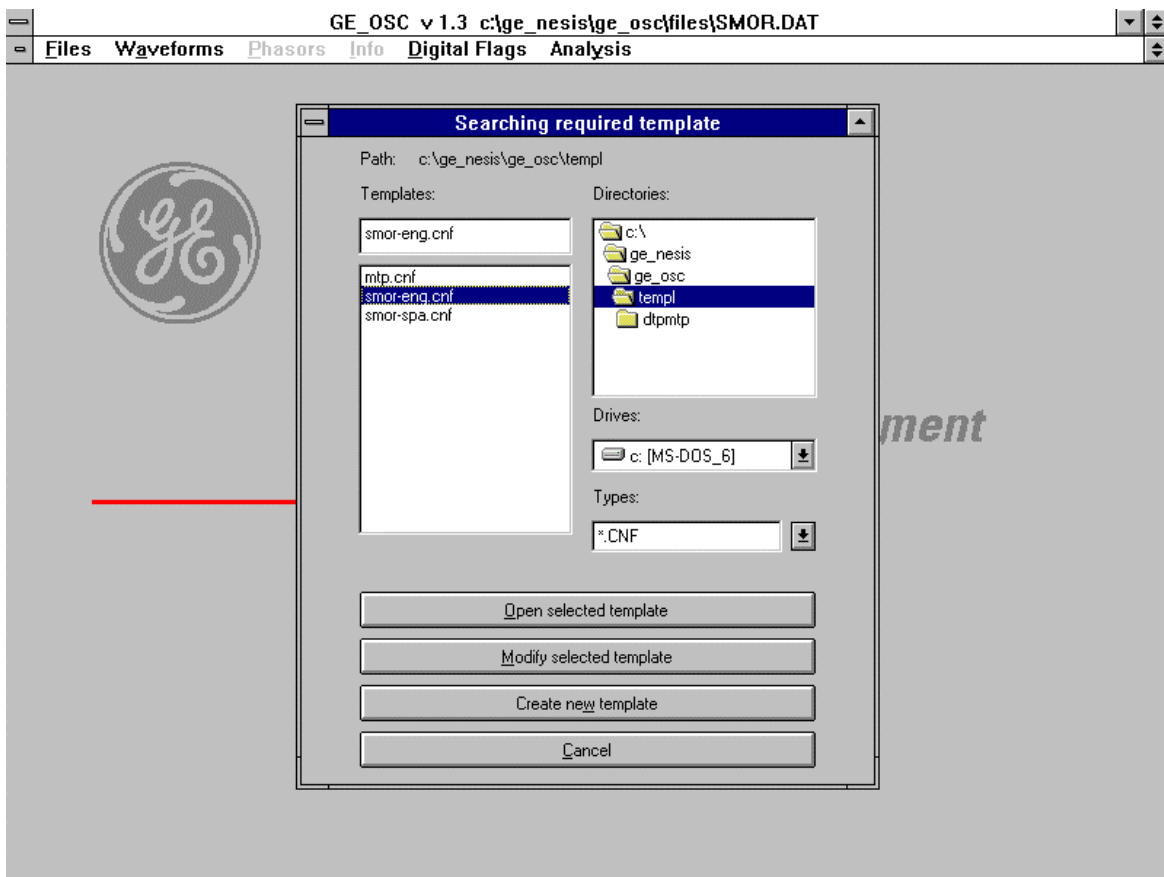 GE_OSC v 1.3 c:\ge_nesis\ge_osc\files\SMOR.DAT
Files Waveforms Phasors Info Digital Flags Analysis
Searching required template
Path: c:\ge_nesis\ge_osc\templ
Templates:
smor-eng.cnf
mtp.cnf
smor-eng.cnf
smor-spa.cnf
Directories:
c:\
ge_nesis
ge_osc
templ
dtpmtp
Drives:
c: [MS-DOS_6]
Types:
*.CNF
Open selected template
Modify selected template
Create new template
Cancel
GE
ment